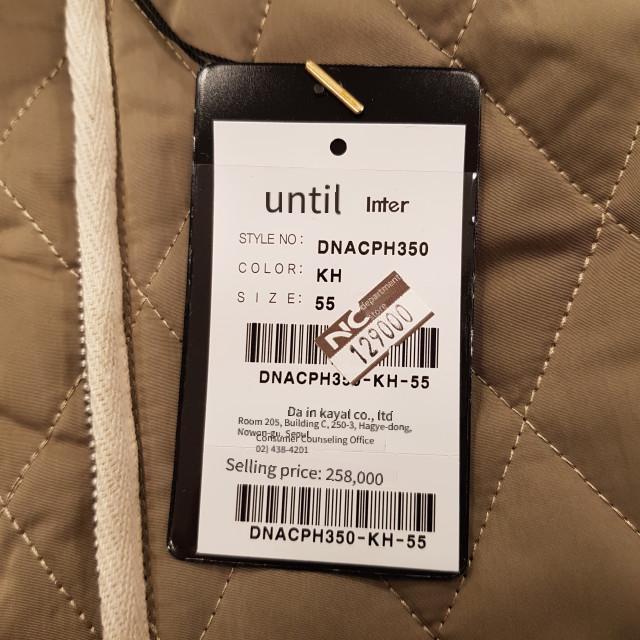 until Inter
STYLE NO: DNACPH350
COLOR: KH
SIZE: 55
NC department
Store
129000
DNACPH350-KH-55
Da in kayal co., ltd
Room 205, Building C, 250-3, Hagye-dong,
Nowon-gu, Seoul
Consumer Counseling Office
02) 438-4201
Selling price: 258,000
DNACPH350-KH-55